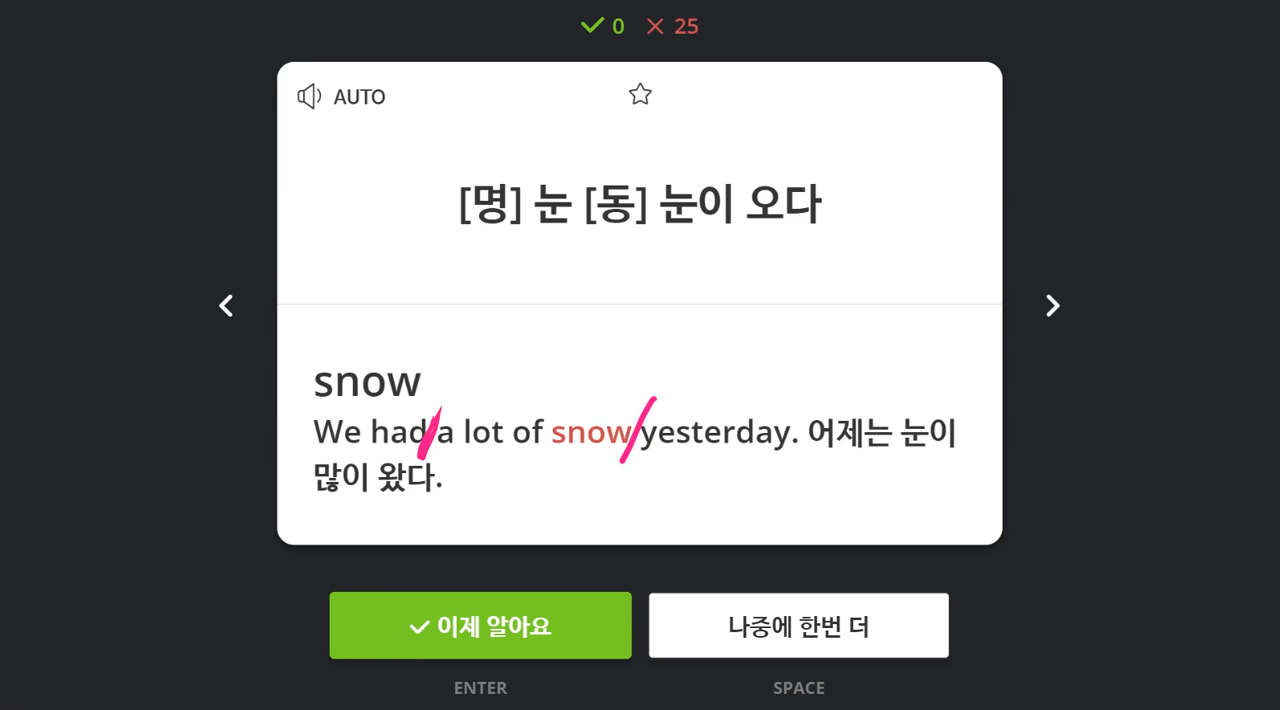 0 25
AUTO
[명] 눈 [동] 눈이 오다
snow
We had a lot of snow yesterday. 어제는 눈이
많이 왔다.
이제 알아요 나중에 한번 더
ENTER SPACE